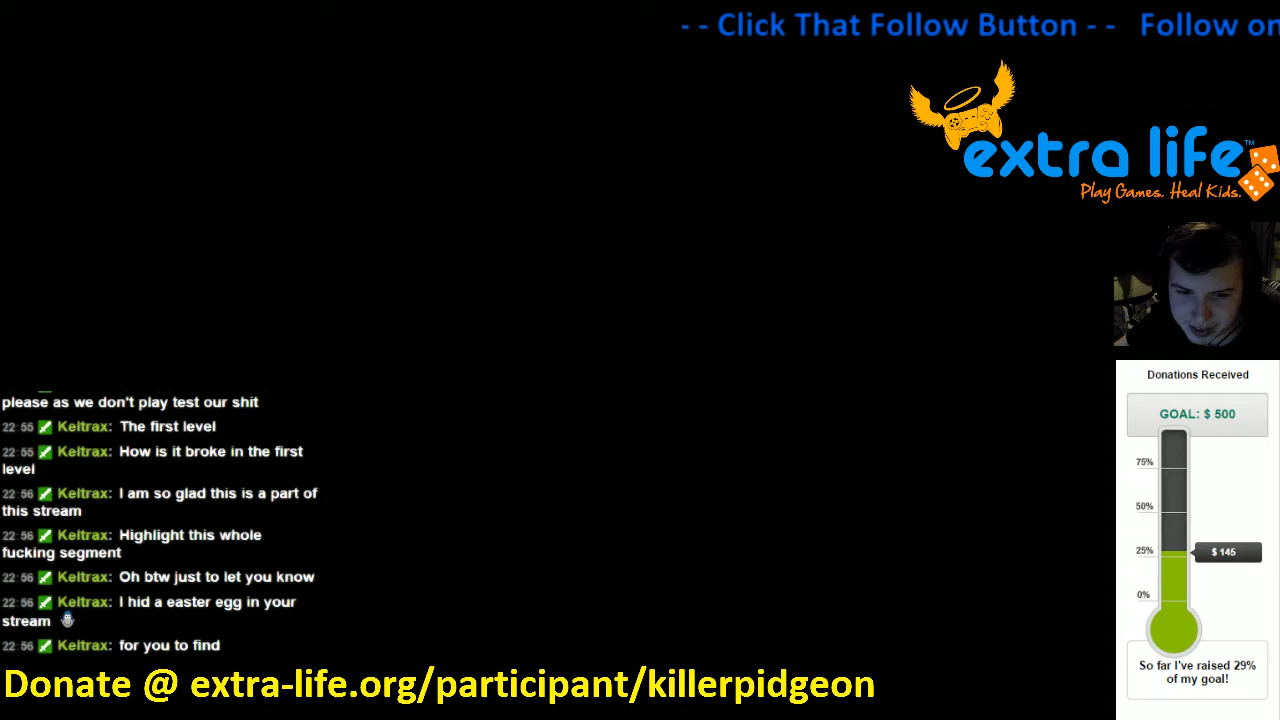 - - Click That Follow Button - - Follow on
extra life™
Play Games. Heal Kids.
please as we don't play test our shit
22:55 Keltrax: The first level
22:55 Keltrax: How is it broke in the first
level
22:56 Keltrax: I am so glad this is a part of
this stream
22:56 Keltrax: Highlight this whole
fucking segment
22:56 Keltrax: Oh btw just to let you know
22:56 Keltrax: I hid a easter egg in your
stream
22:56 Keltrax: for you to find
Donations Received
GOAL: $ 500
75%
50%
25%
$ 145
0%
So far I've raised 29%
of my goal!
Donate @ extra-life.org/participant/killerpidgeon